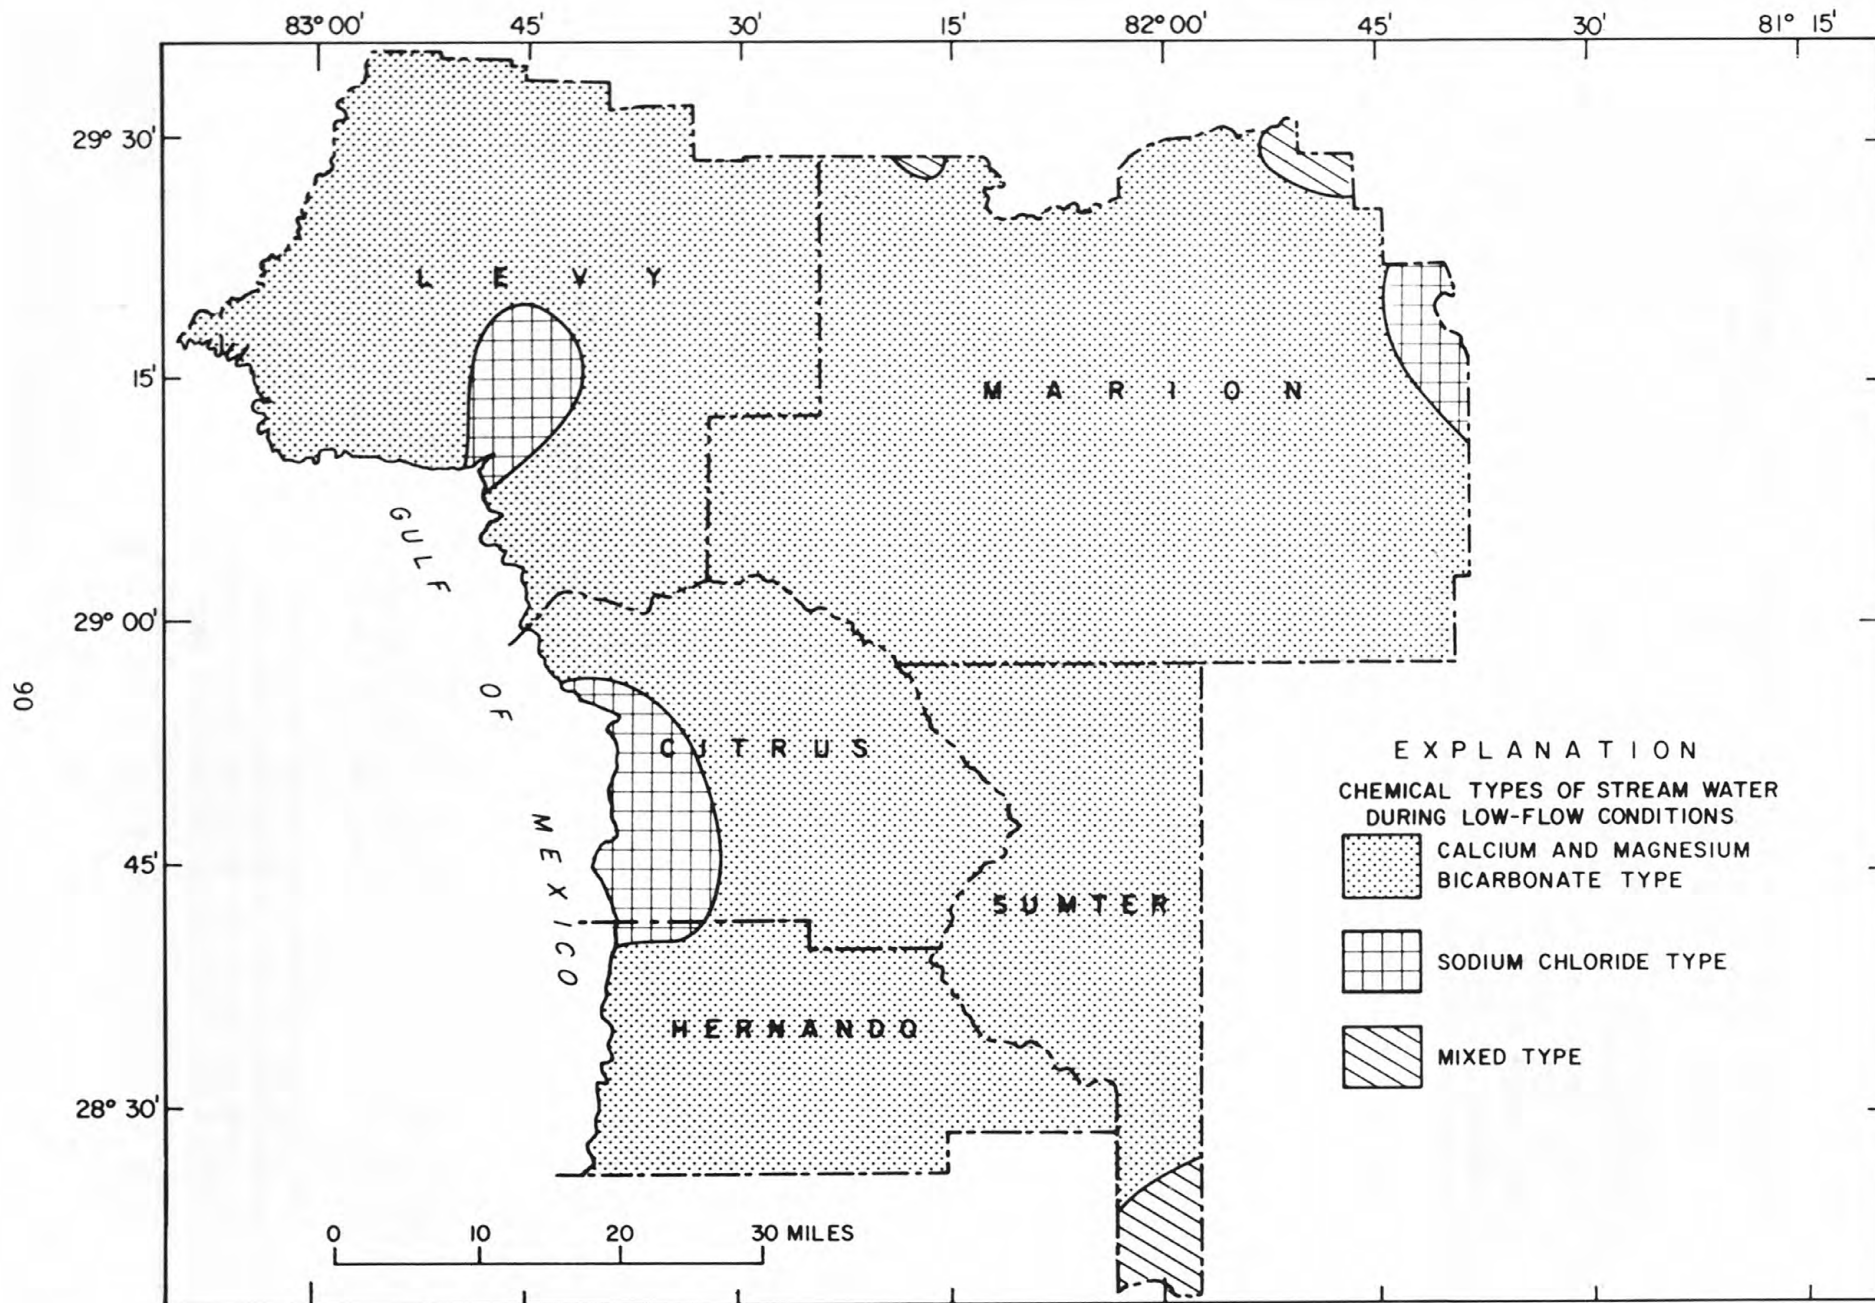 83° 00' 45' 30' 15' 82° 00' 45' 30' 81° 15'
29° 30'
LEVY
15'
MARION
GULF
29° 00'
OF
90
CITRUS
EXPLANATION
CHEMICAL TYPES OF STREAM WATER
DURING LOW-FLOW CONDITIONS
MEXICO
45'
CALCIUM AND MAGNESIUM
BICARBONATE TYPE
SUMTER
SODIUM CHLORIDE TYPE
HERNANDO
MIXED TYPE
28° 30'
0 10 20 30 MILES